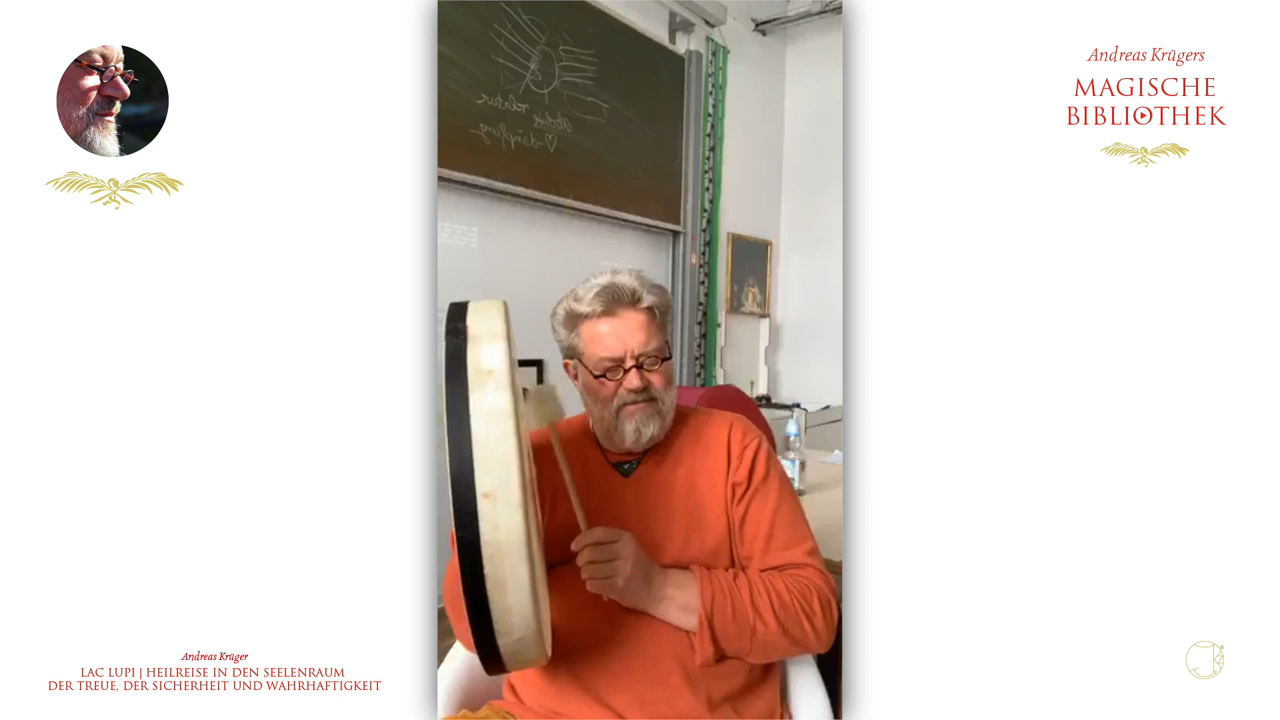 Andreas Krügers
MAGISCHE
BIBLIOTHEK
Andreas Krüger
LAC LUPI | HEILREISE IN DEN SEELENRAUM
DER TREUE, DER SICHERHEIT UND WAHRHAFTIGKEIT